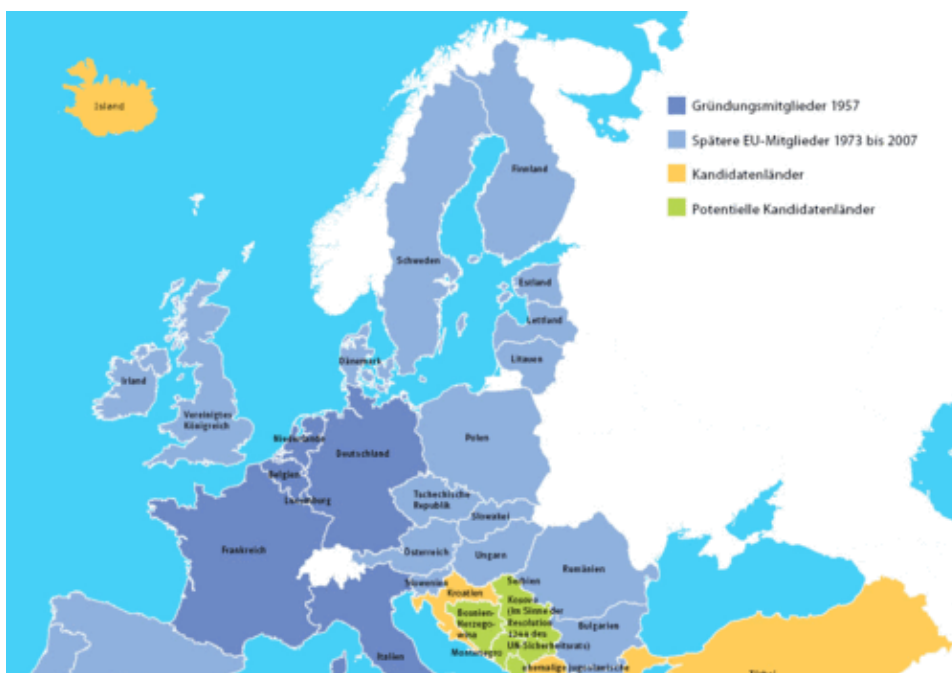 Island
Gründungsmitglieder 1957
Spätere EU-Mitglieder 1973 bis 2007
Kandidatenländer
Potentielle Kandidatenländer
Finnland
Schweden
Estland
Lettland
Litauen
Dänemark
Irland
Vereinigtes
Königreich
Niederlande
Deutschland
Polen
Belgien
Luxemburg
Tschechische
Republik
Slowakei
Frankreich
Österreich
Ungarn
Rumänien
Slowenien
Kroatien
Serbien
Kosovo
(im Sinne der
Resolution
1244 des
UN-Sicherheitsrats)
Bosnien-
Herzego-
wina
Bulgarien
Montenegro
Italien
ehemalige jugoslawische